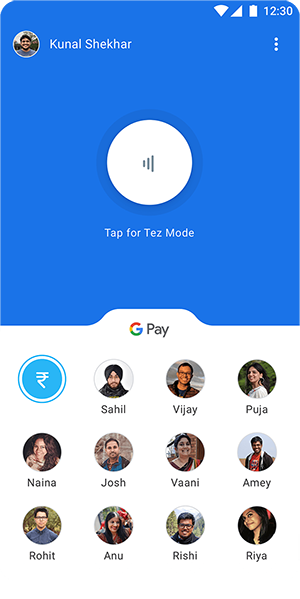 12:30
Kunal Shekhar
Tap for Tez Mode
G Pay
₹
Sahil Vijay Puja
Naina Josh Vaani Amey
Rohit Anu Rishi Riya